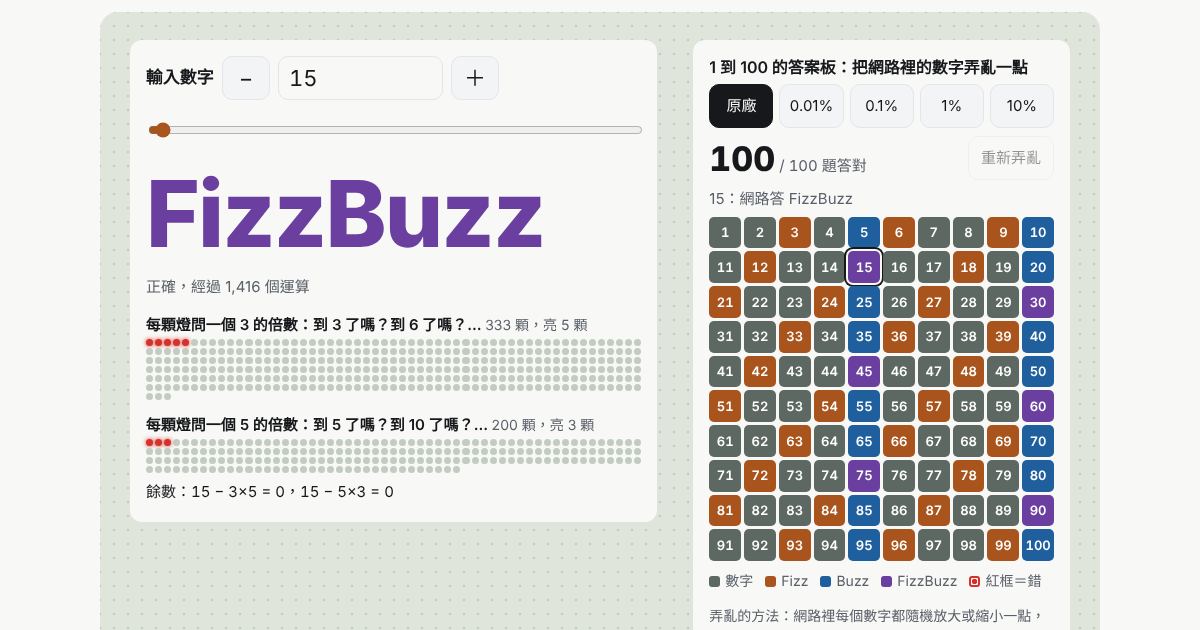 輸入數字 − 15 +
FizzBuzz
正確，經過 1,416 個運算
每顆燈問一個 3 的倍數：到 3 了嗎？到 6 了嗎？… 333 顆，亮 5 顆
每顆燈問一個 5 的倍數：到 5 了嗎？到 10 了嗎？… 200 顆，亮 3 顆
餘數：15 − 3×5 = 0，15 − 5×3 = 0
1 到 100 的答案板：把網路裡的數字弄亂一點
原廠 0.01% 0.1% 1% 10%
100 / 100 題答對 重新弄亂
15：網路答 FizzBuzz
1 2 3 4 5 6 7 8 9 10
11 12 13 14 15 16 17 18 19 20
21 22 23 24 25 26 27 28 29 30
31 32 33 34 35 36 37 38 39 40
41 42 43 44 45 46 47 48 49 50
51 52 53 54 55 56 57 58 59 60
61 62 63 64 65 66 67 68 69 70
71 72 73 74 75 76 77 78 79 80
81 82 83 84 85 86 87 88 89 90
91 92 93 94 95 96 97 98 99 100
數字 Fizz Buzz FizzBuzz 紅框＝錯
弄亂的方法：網路裡每個數字都隨機放大或縮小一點，